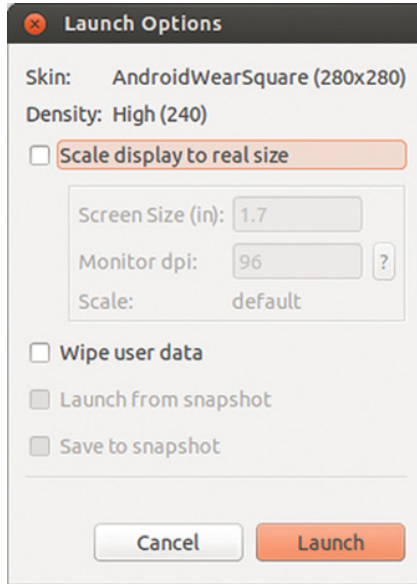 Launch Options
Skin: AndroidWearSquare (280x280)
Density: High (240)
Scale display to real size
Screen Size (in): 1.7
Monitor dpi: 96 ?
Scale: default
Wipe user data
Launch from snapshot
Save to snapshot
Cancel Launch